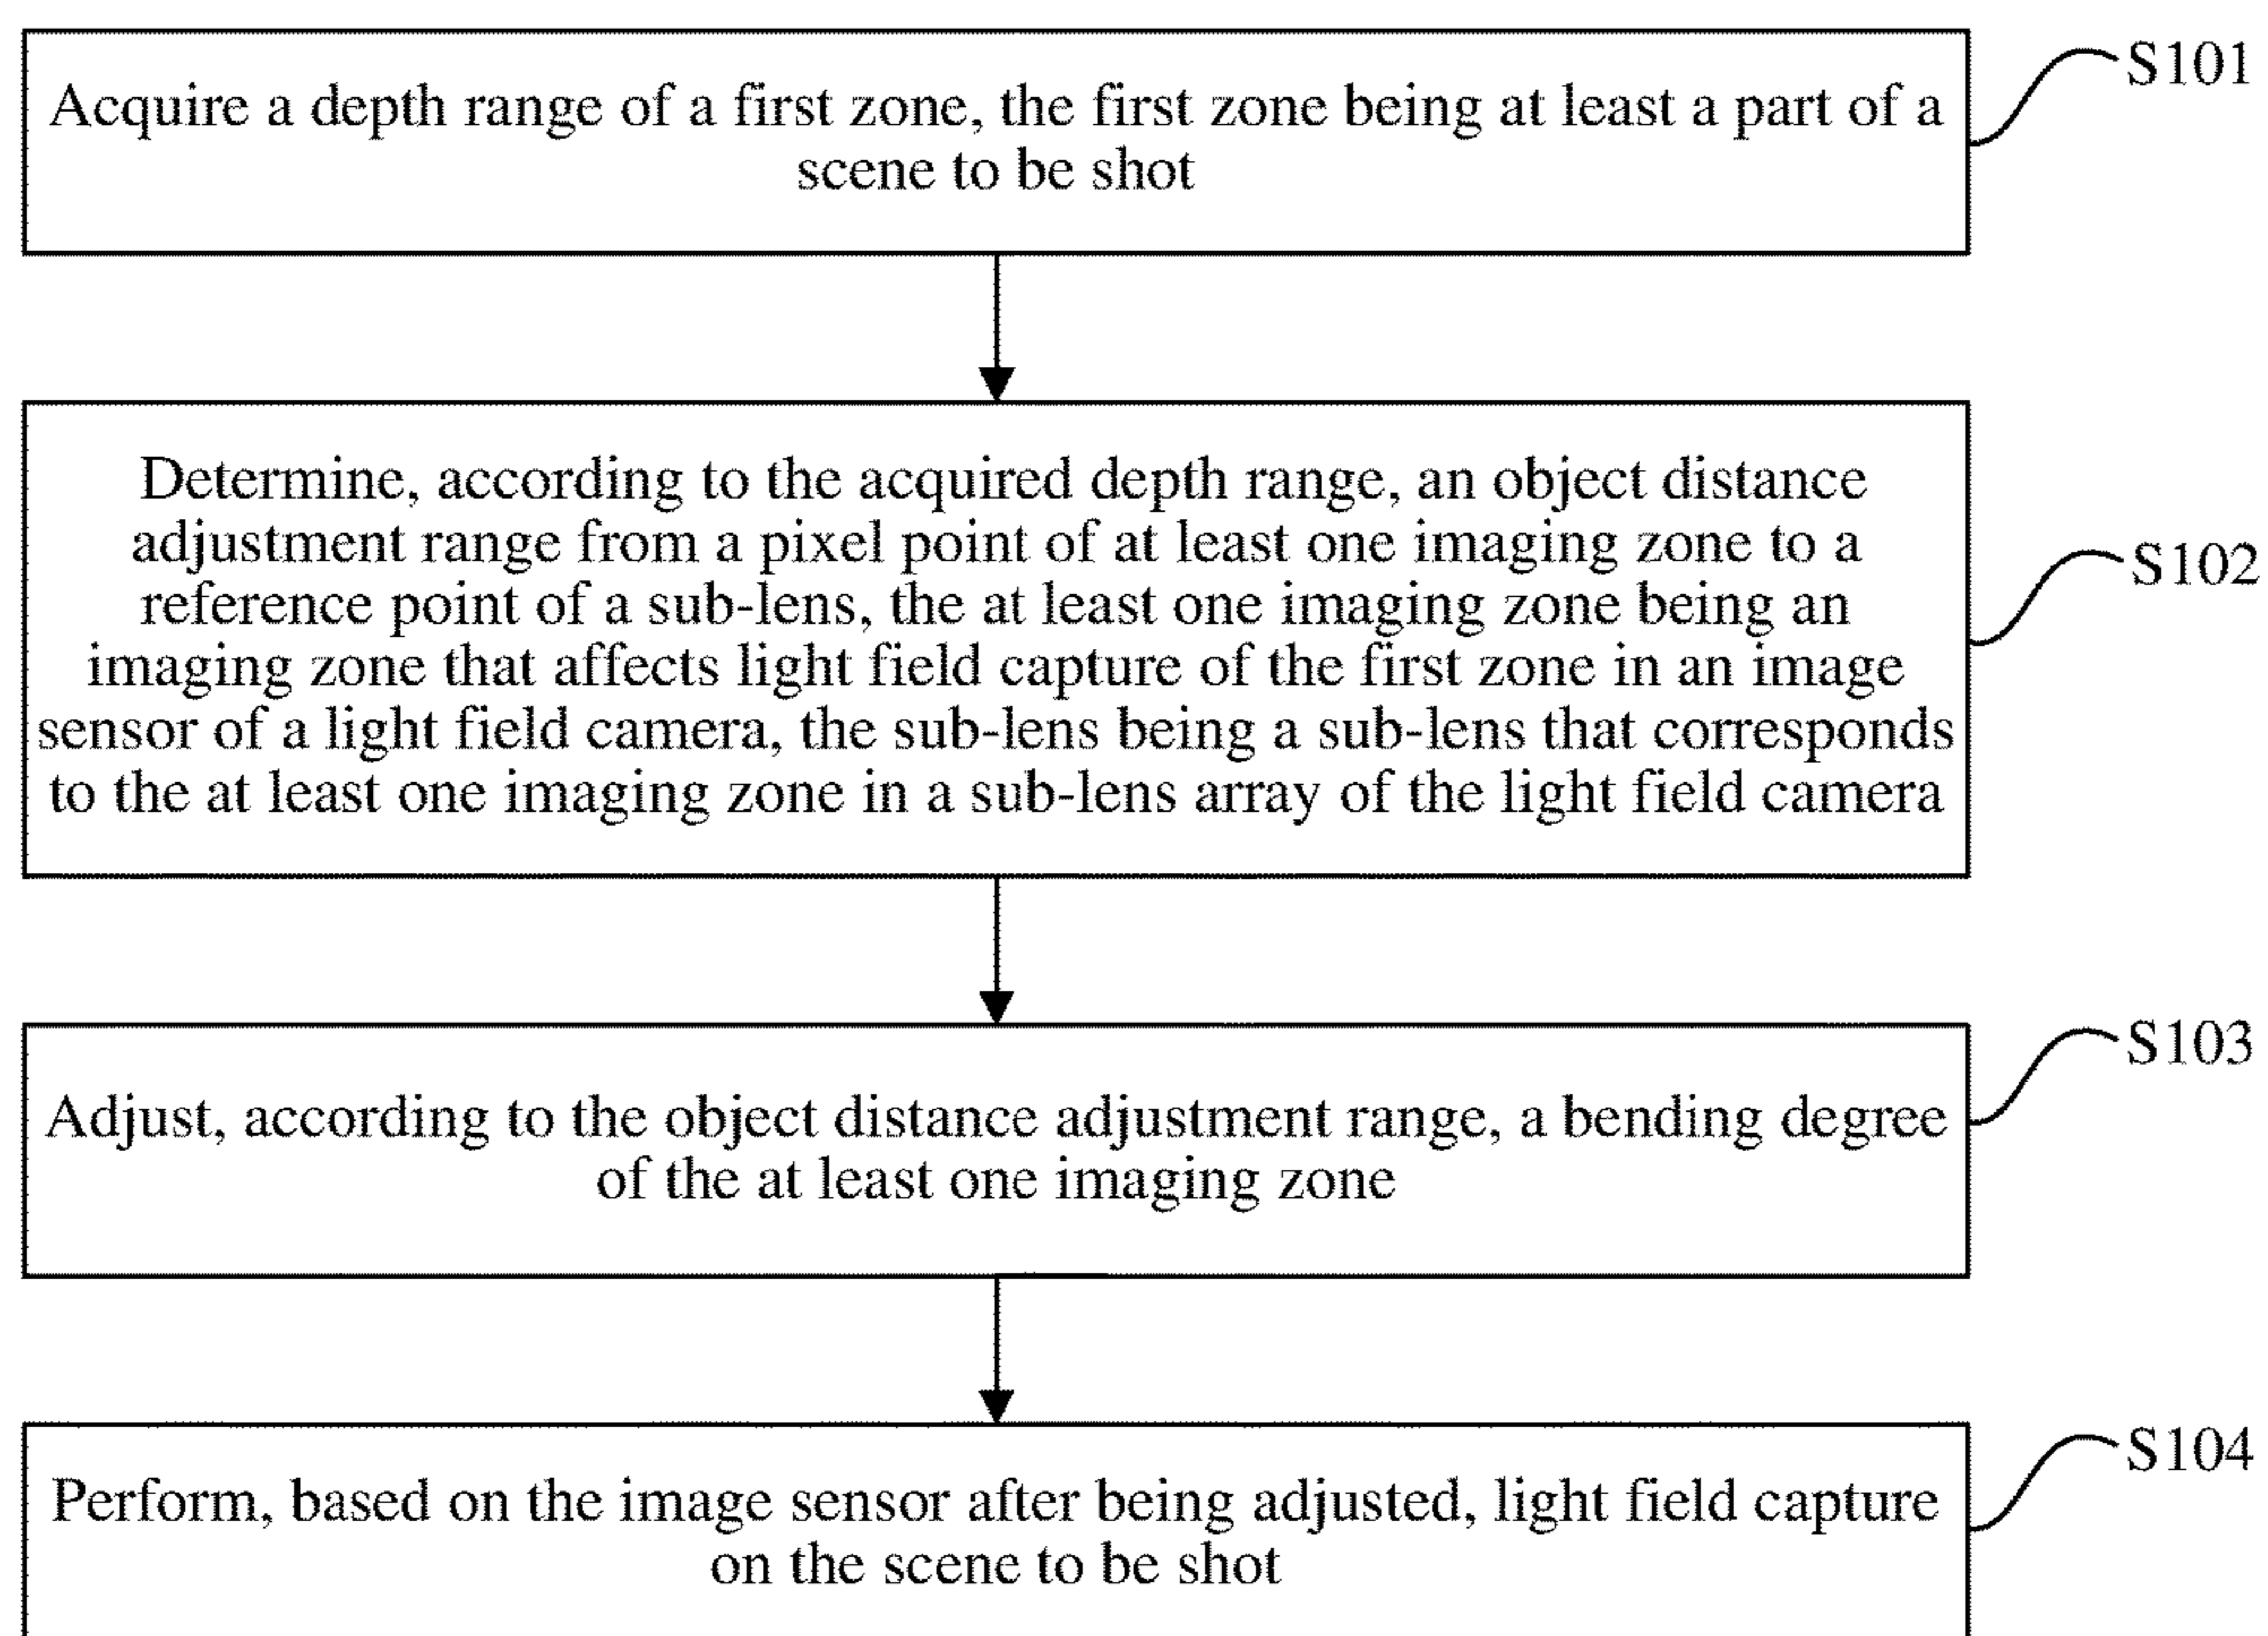 Acquire a depth range of a first zone, the first zone being at least a part of a
scene to be shot
S101
Determine, according to the acquired depth range, an object distance
adjustment range from a pixel point of at least one imaging zone to a
reference point of a sub-lens, the at least one imaging zone being an
imaging zone that affects light field capture of the first zone in an image
sensor of a light field camera, the sub-lens being a sub-lens that corresponds
to the at least one imaging zone in a sub-lens array of the light field camera
S102
Adjust, according to the object distance adjustment range, a bending degree
of the at least one imaging zone
S103
Perform, based on the image sensor after being adjusted, light field capture
on the scene to be shot
S104